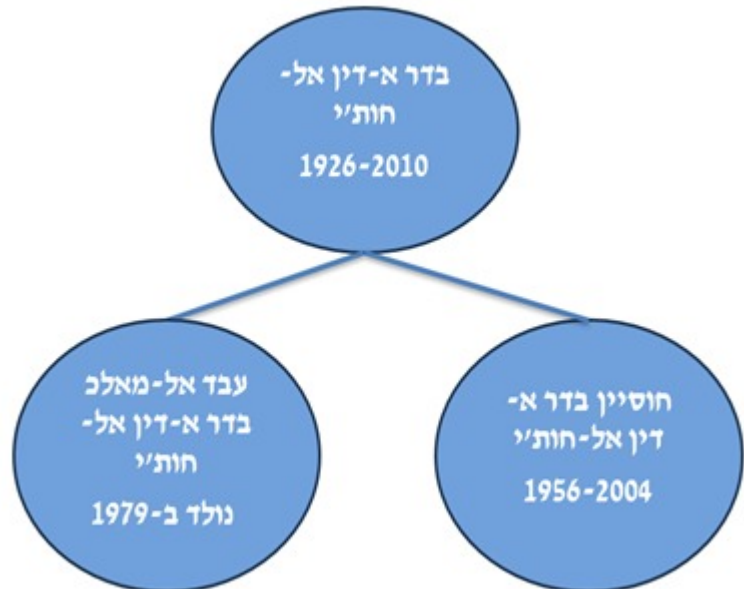 בדר א-דין אל-
חות'י
1926-2010
חוסיין בדר א-
דין אל-חות'י
1956-2004
עבד אל-מאלכ
בדר א-דין אל-
חות'י
נולד ב-1979